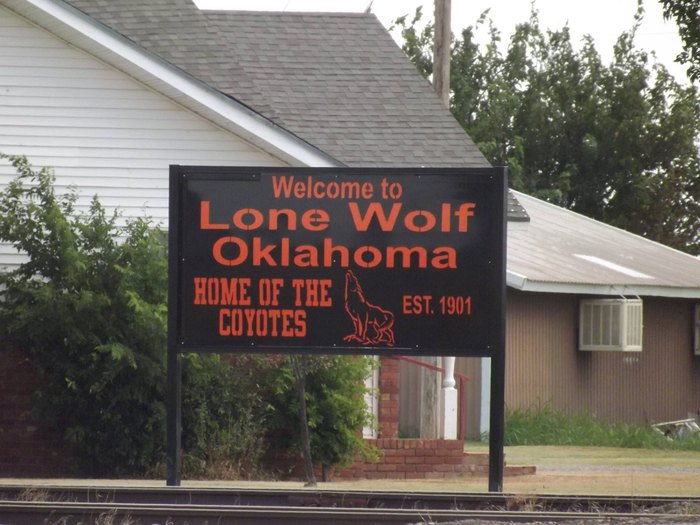 Welcome to
Lone Wolf
Oklahoma
HOME OF THE
COYOTES
EST. 1901